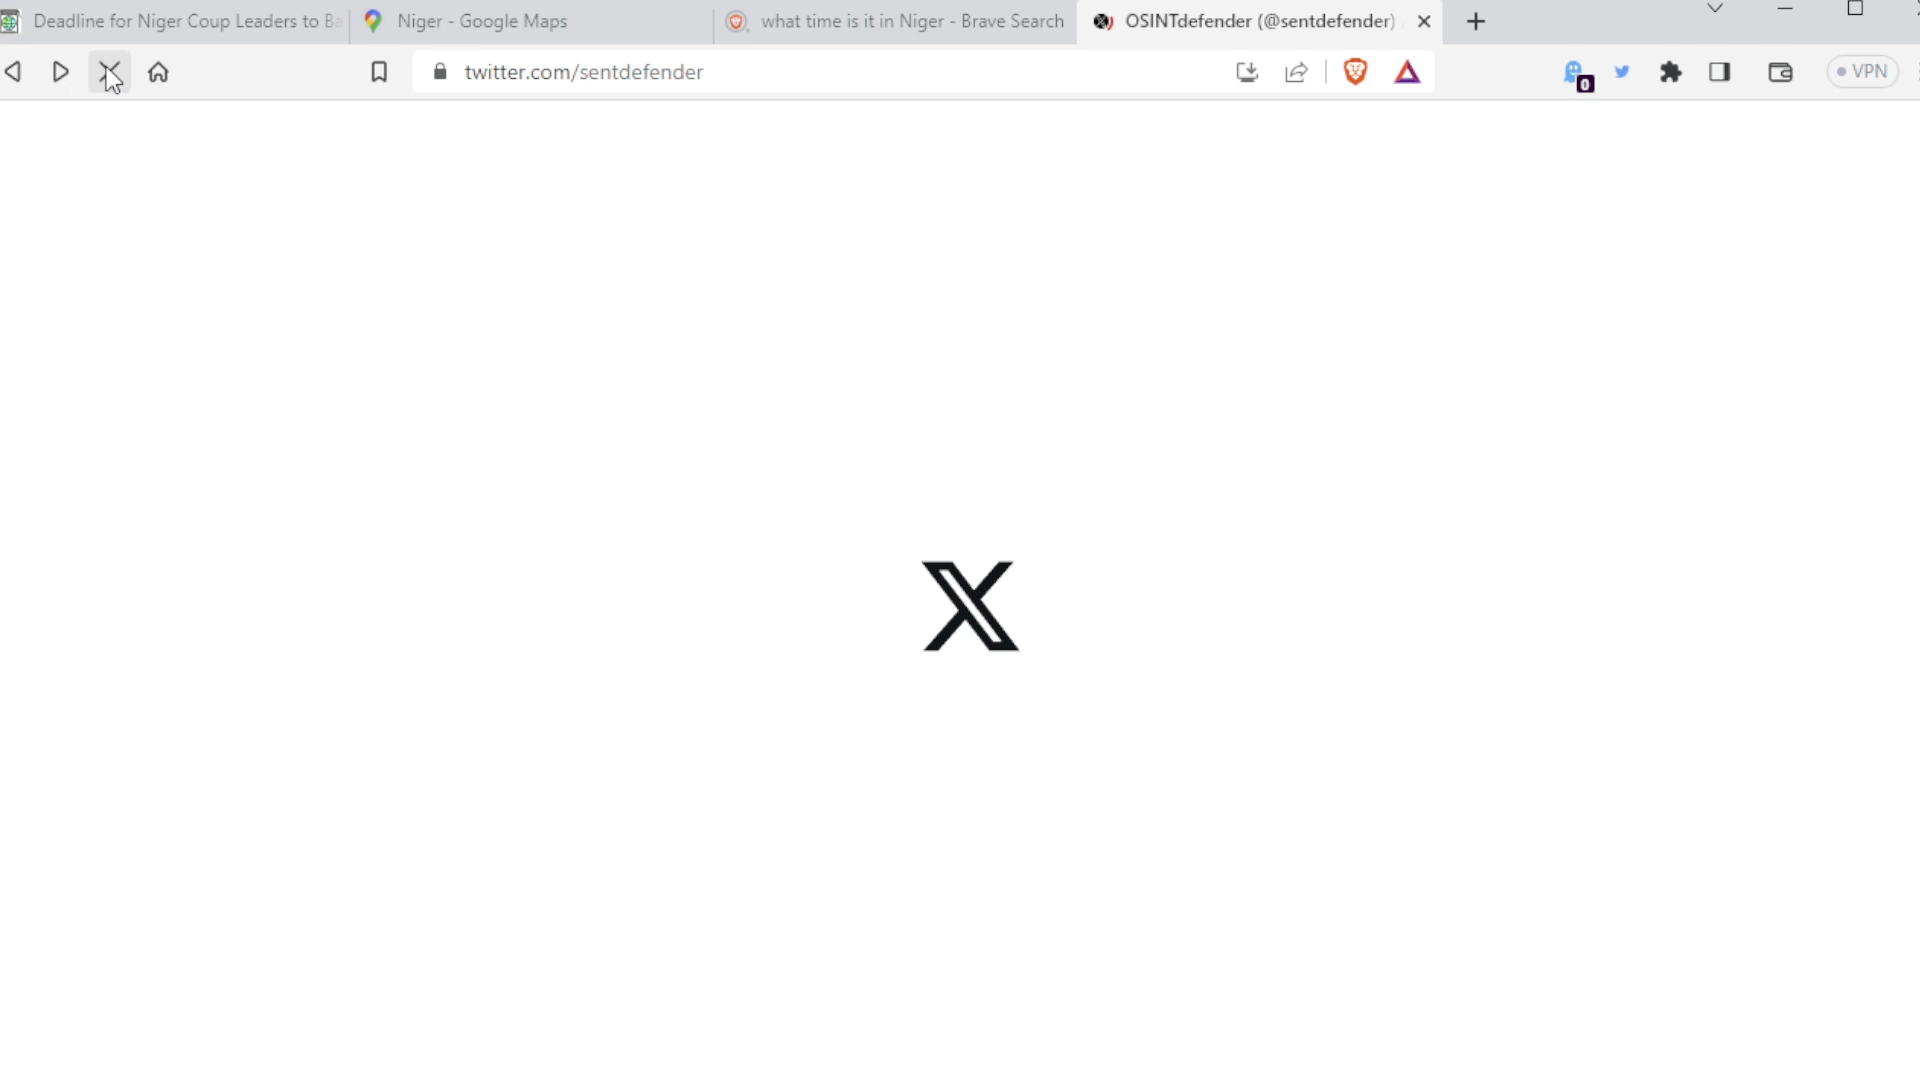 Deadline for Niger Coup Leaders to Ba
Niger - Google Maps
what time is it in Niger - Brave Search
OSINTdefender (@sentdefender)
twitter.com/sentdefender
0
VPN
X